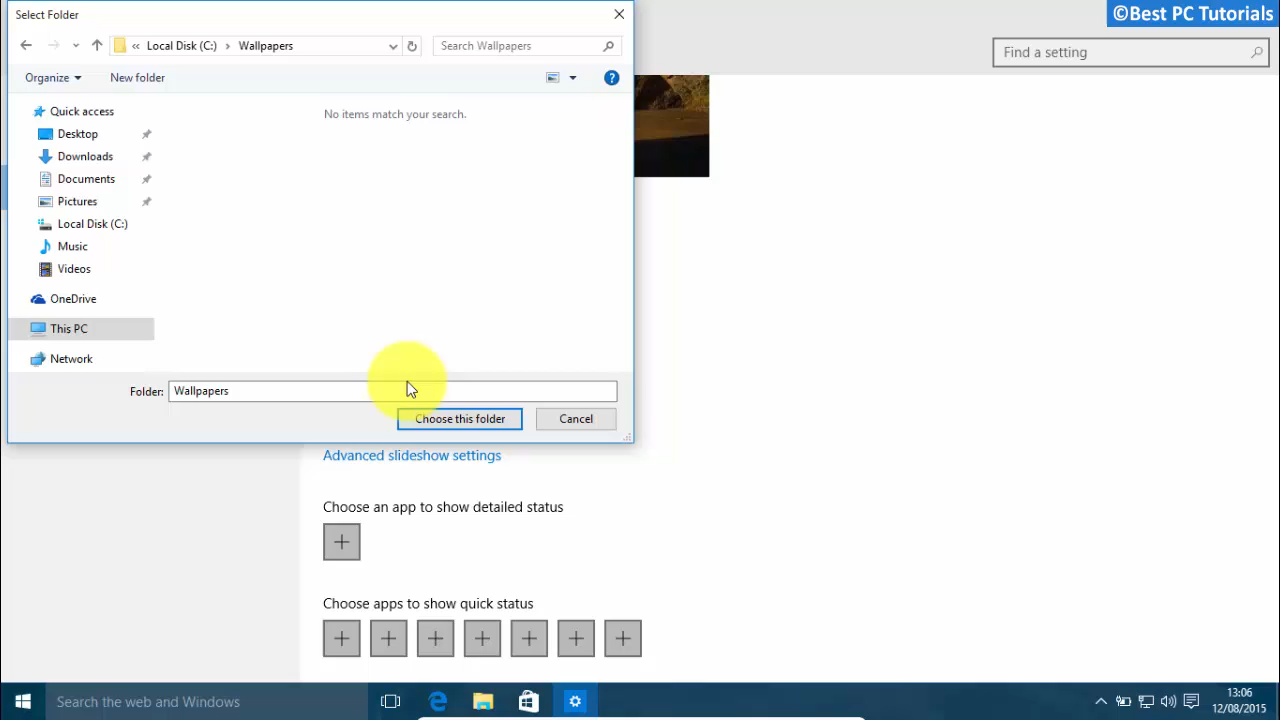 Select Folder
©Best PC Tutorials
« Local Disk (C:) › Wallpapers
Search Wallpapers
Find a setting
Organize
New folder
?
Quick access
No items match your search.
Desktop
Downloads
Documents
Pictures
Local Disk (C:)
Music
Videos
OneDrive
This PC
Network
Folder: Wallpapers
Choose this folder
Cancel
Advanced slideshow settings
Choose an app to show detailed status
Choose apps to show quick status
Search the web and Windows
13:06
12/08/2015